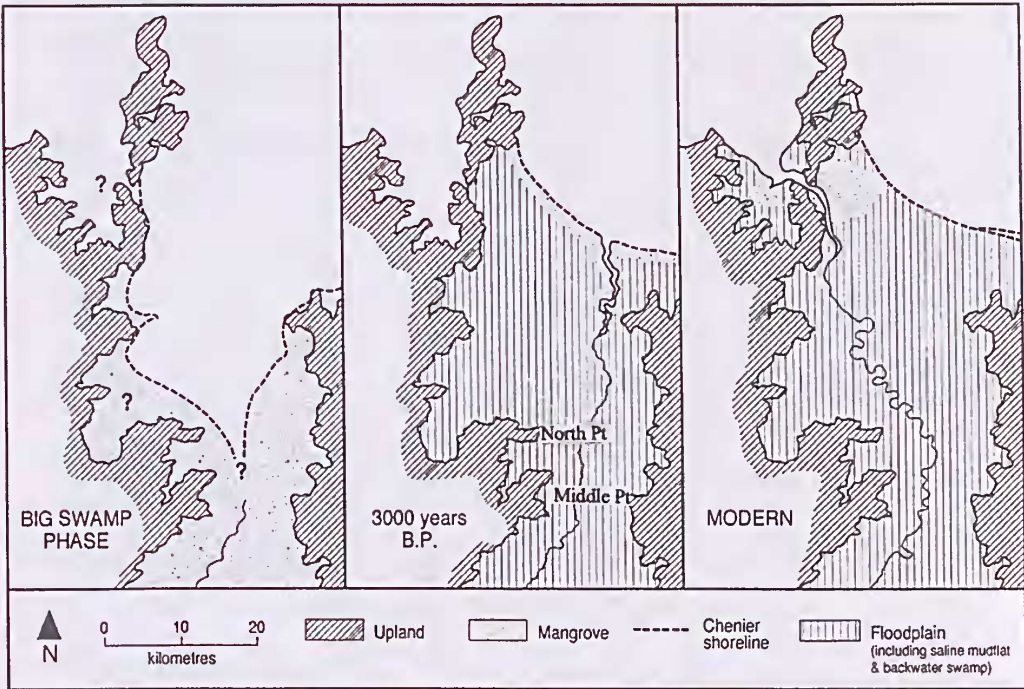 ?
?
?
BIG SWAMP
PHASE
North Pt
Middle Pt
3000 years
B.P.
MODERN
N
0 10 20
kilometres
Upland
Mangrove
Chenier
shoreline
Floodplain
(including saline mudflat
& backwater swamp)